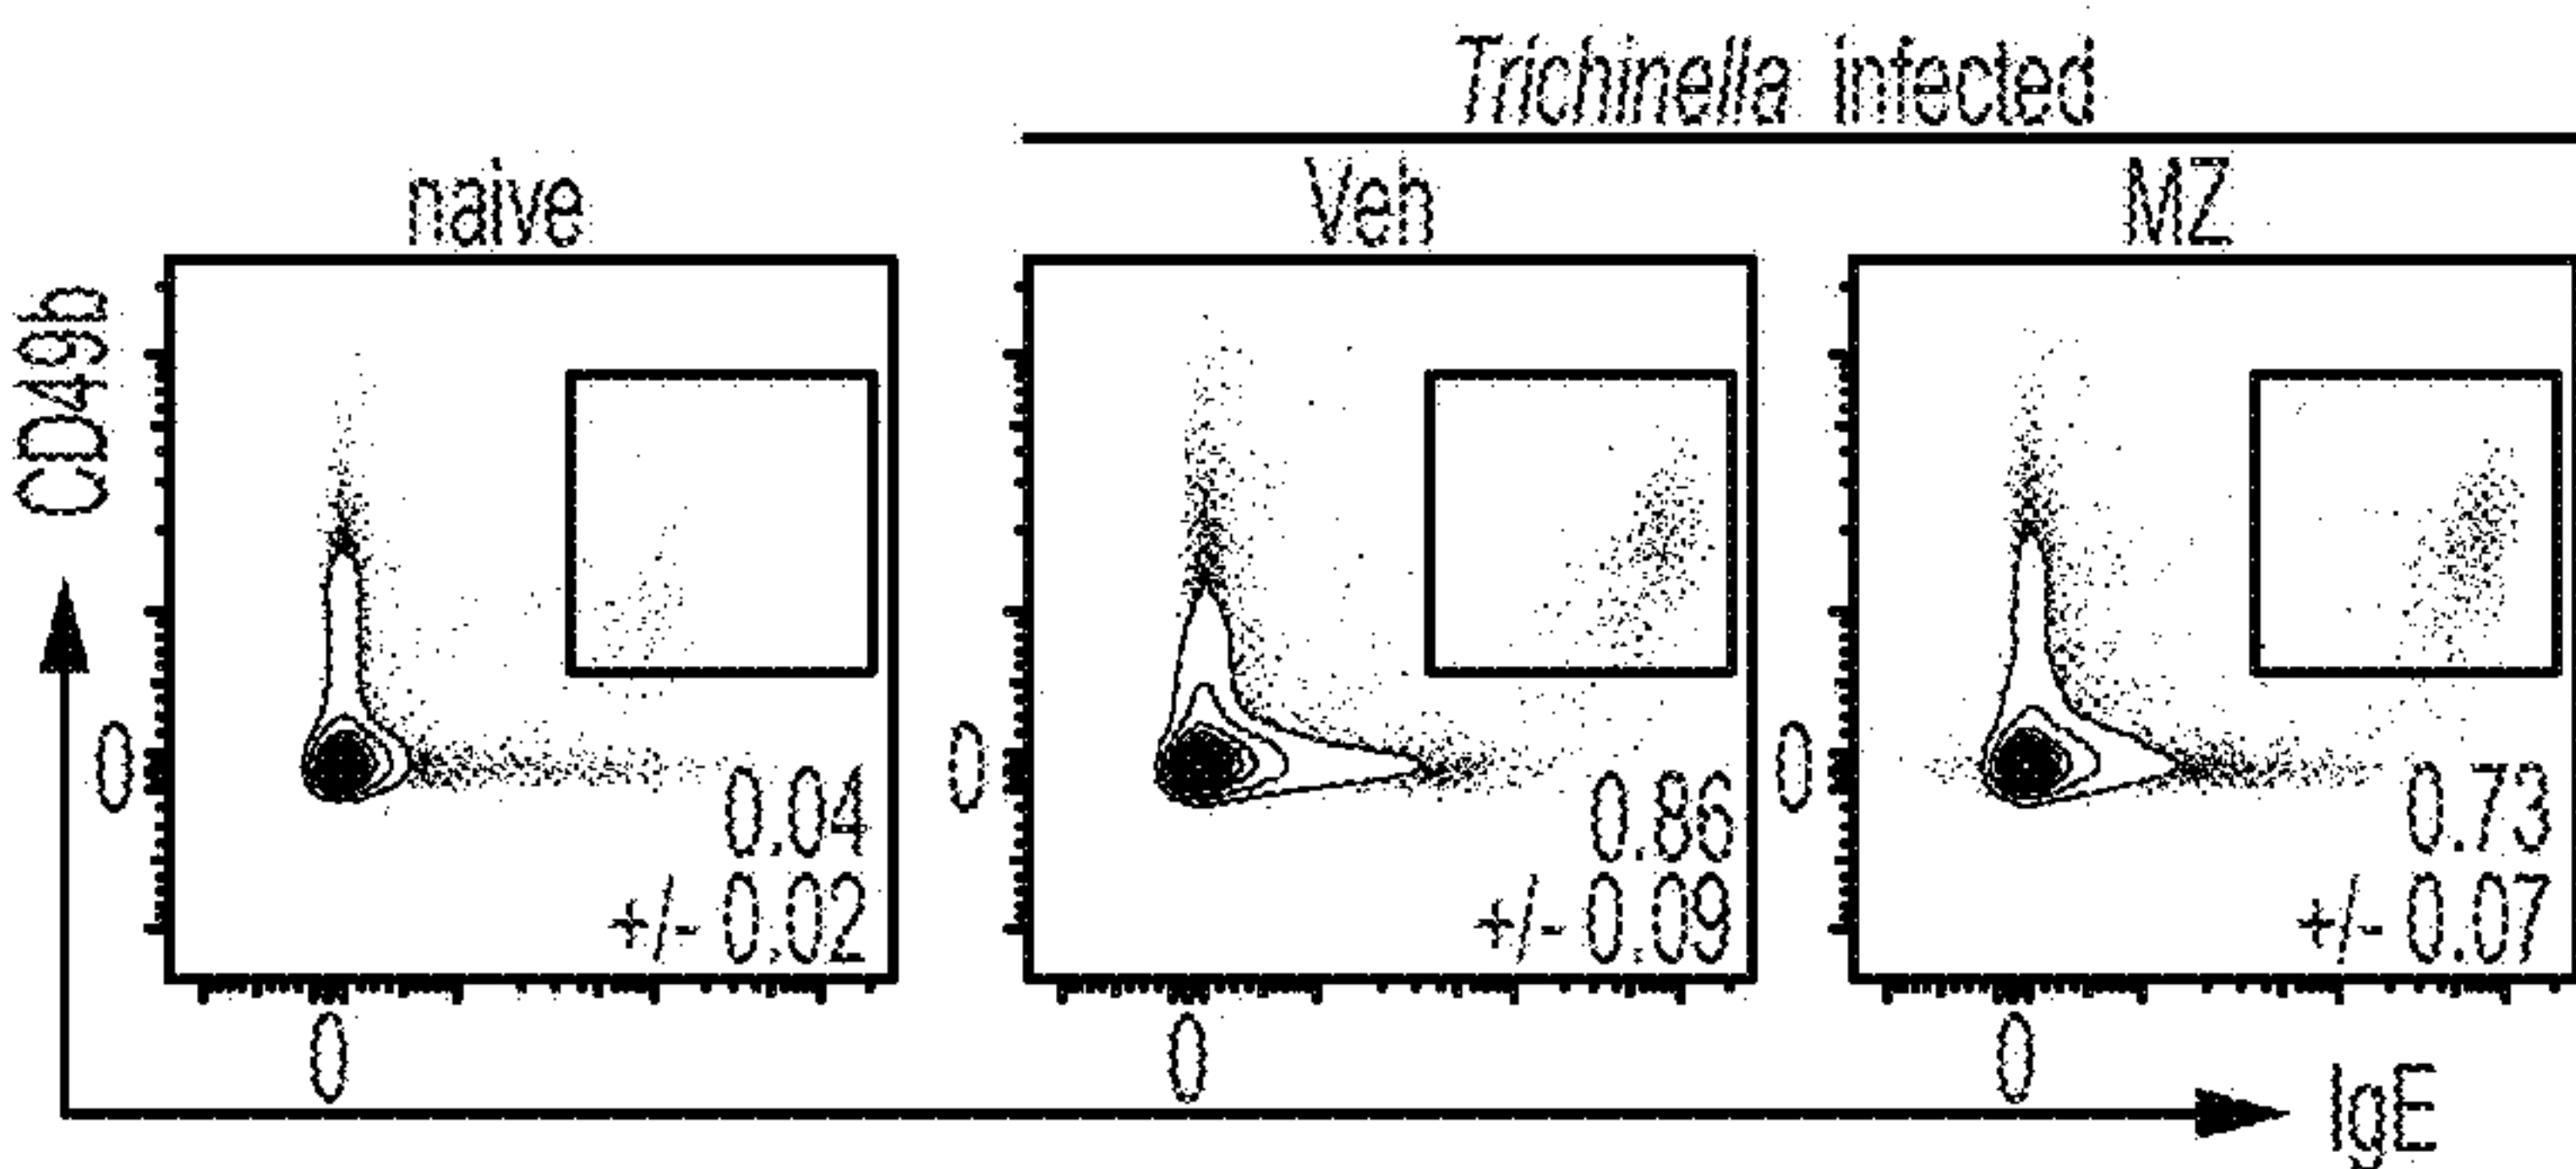 Trichinella infected
naive
Veh
MZ
CD49b
0
0.04
+/- 0.02
0
0
0.86
+/- 0.09
0
0
0.73
+/- 0.07
0
IgE